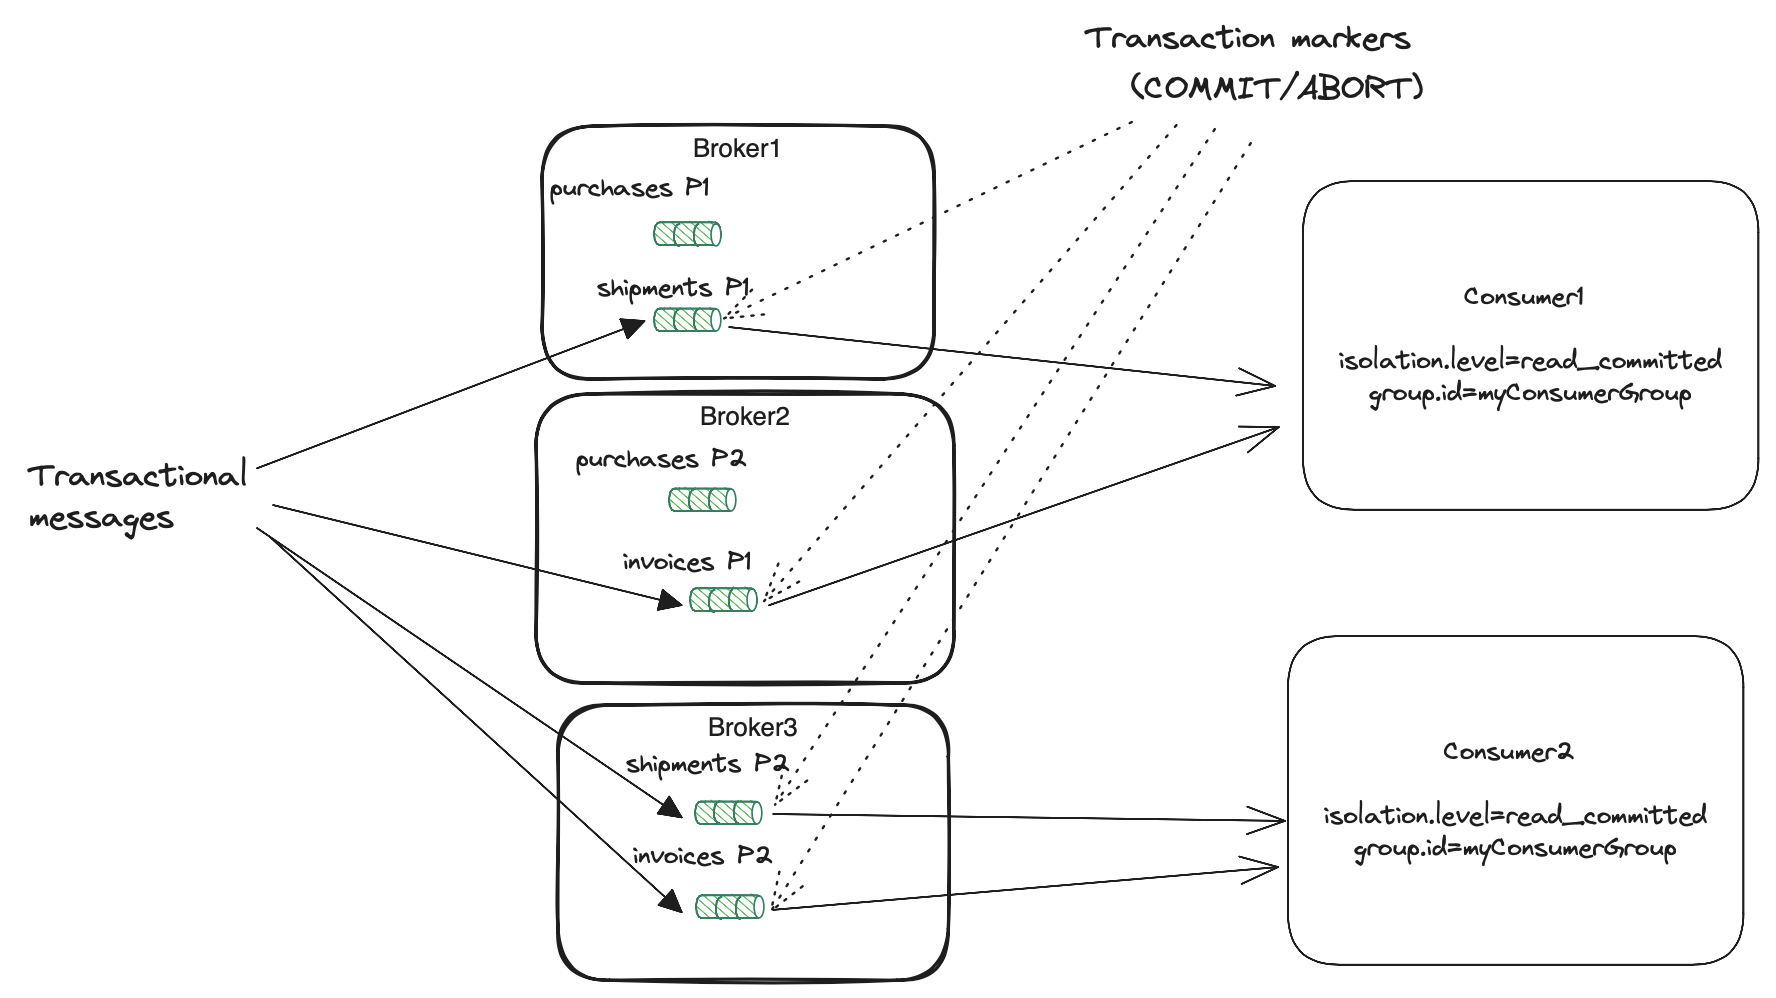 Transaction markers
(COMMIT/ABORT)
Broker1
purchases P1
shipments P1
Broker2
purchases P2
invoices P1
Broker3
shipments P2
invoices P2
Transactional
messages
Consumer1
isolation.level=read_committed
group.id=myConsumerGroup
Consumer2
isolation.level=read_committed
group.id=myConsumerGroup